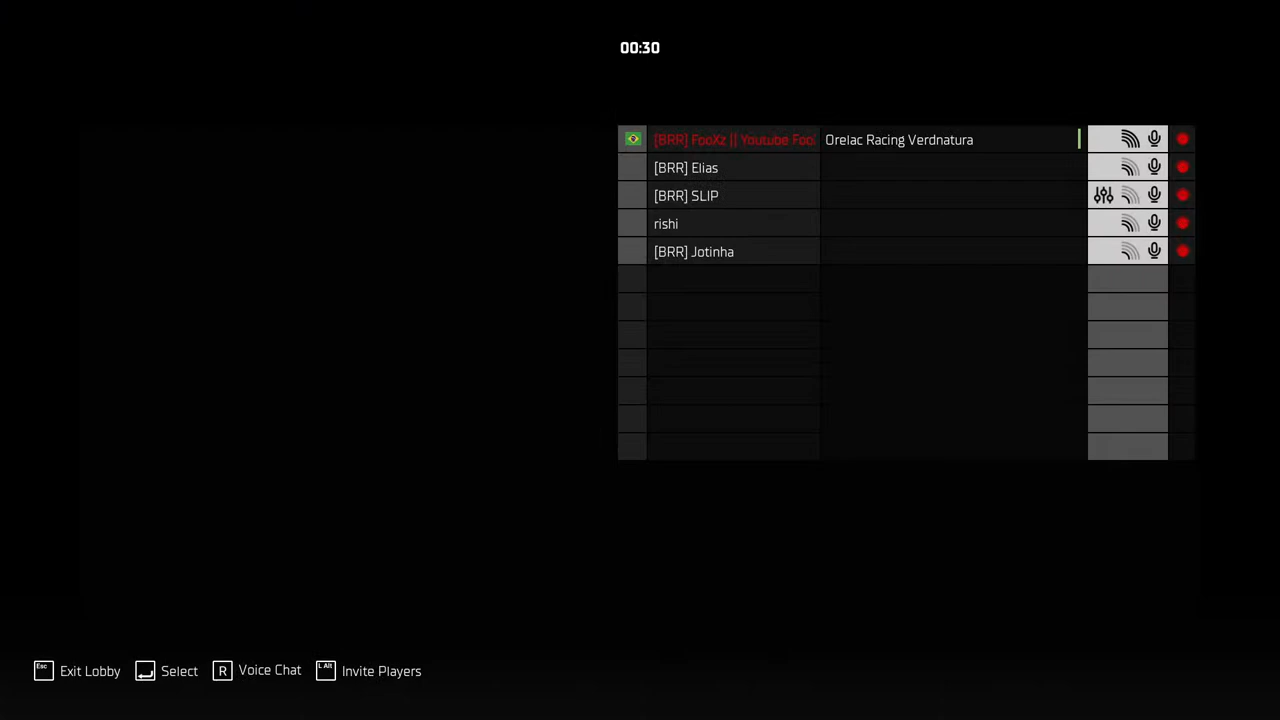 00:30
[BRR] FooXz || Youtube Foo
Orelac Racing Verdnatura
[BRR] Elias
[BRR] SLIP
rishi
[BRR] Jotinha
Esc Exit Lobby
Select
R Voice Chat
L Alt Invite Players